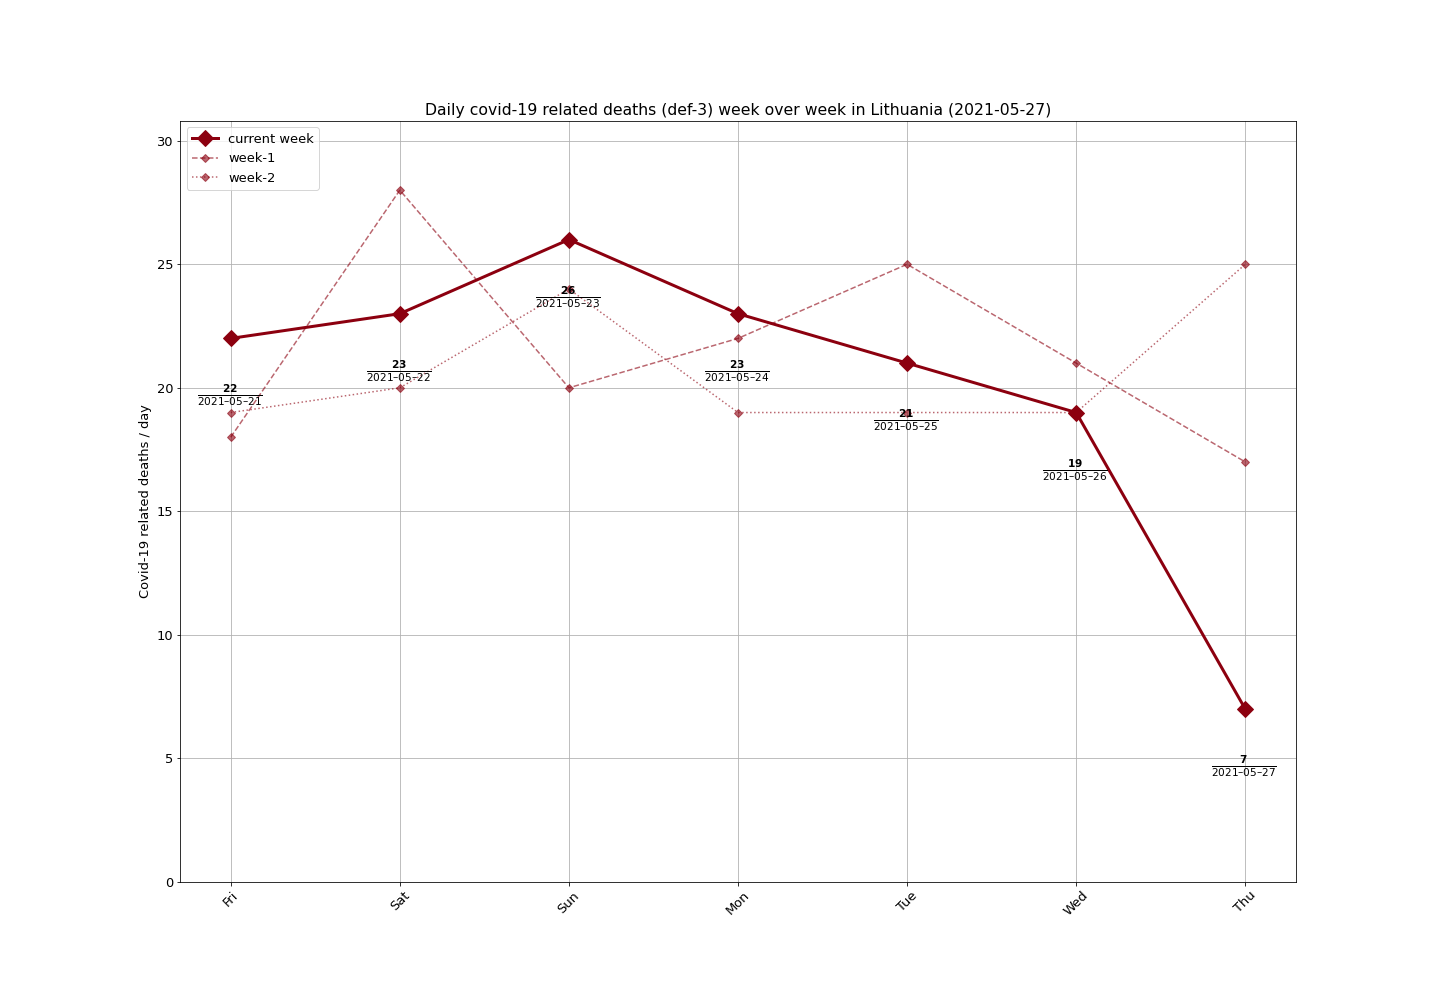 Daily covid-19 related deaths (def-3) week over week in Lithuania (2021-05-27)
current week
week-1
week-2
Covid-19 related deaths / day
30
25
20
15
10
5
0
22
2021–05–21
23
2021–05–22
26
2021–05–23
23
2021–05–24
21
2021–05–25
19
2021–05–26
7
2021–05–27
Fri
Sat
Sun
Mon
Tue
Wed
Thu